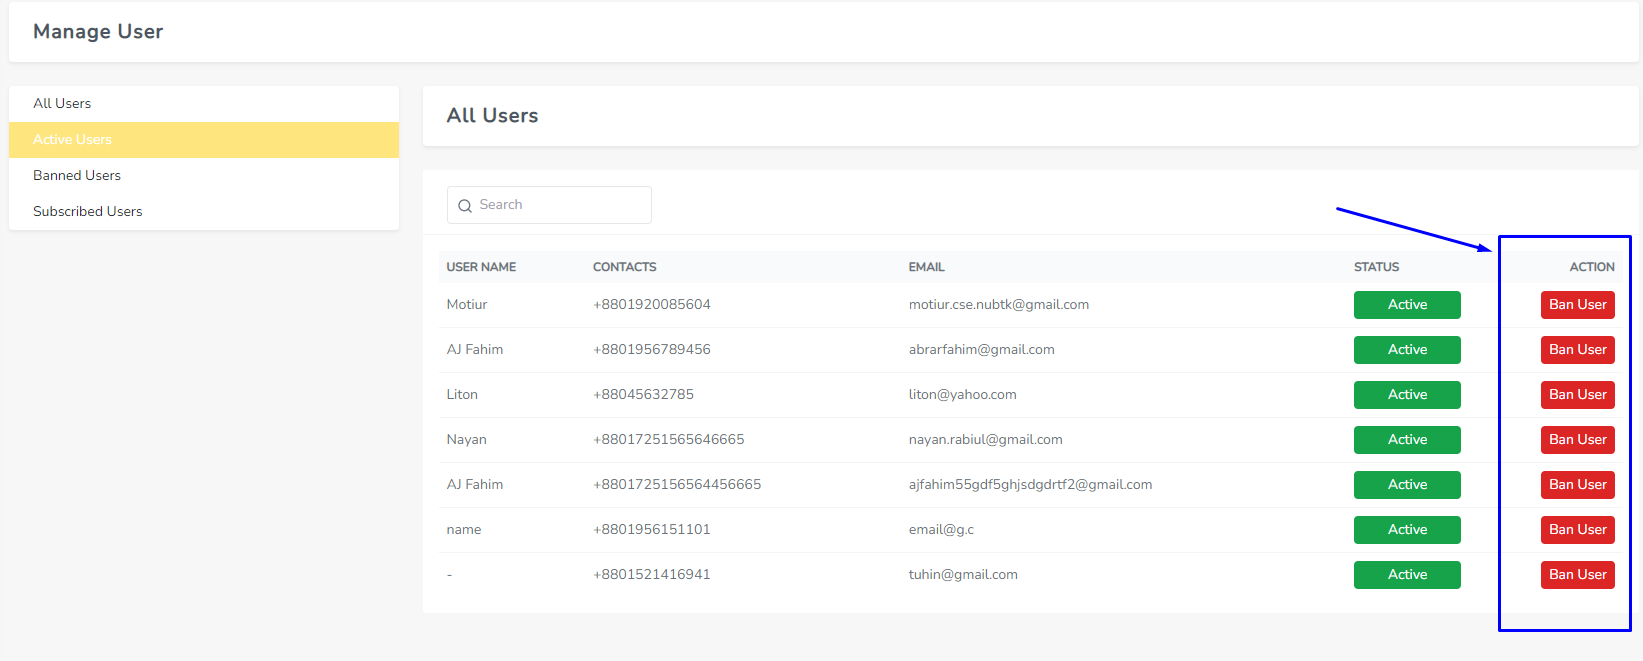 Manage User
All Users
Active Users
Banned Users
Subscribed Users
All Users
Search
USER NAME CONTACTS EMAIL STATUS ACTION
Motiur +8801920085604 motiur.cse.nubtk@gmail.com Active Ban User
AJ Fahim +8801956789456 abrarfahim@gmail.com Active Ban User
Liton +88045632785 liton@yahoo.com Active Ban User
Nayan +88017251565646665 nayan.rabiul@gmail.com Active Ban User
AJ Fahim +8801725156564456665 ajfahim55gdf5ghjsdgdrtf2@gmail.com Active Ban User
name +8801956151101 email@g.c Active Ban User
- +8801521416941 tuhin@gmail.com Active Ban User